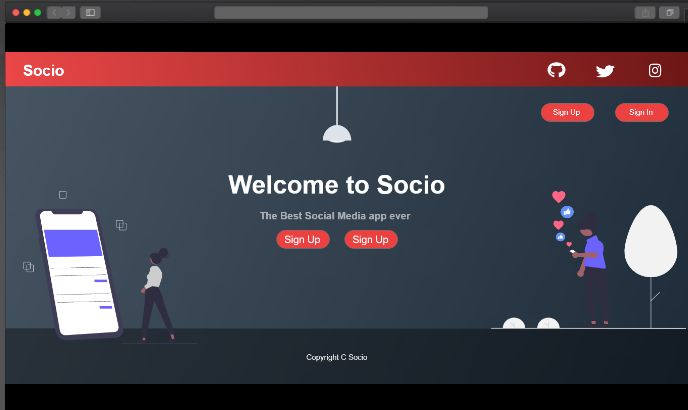 Socio
Sign Up Sign In
Welcome to Socio
The Best Social Media app ever
Sign Up Sign Up
Copyright C Socio